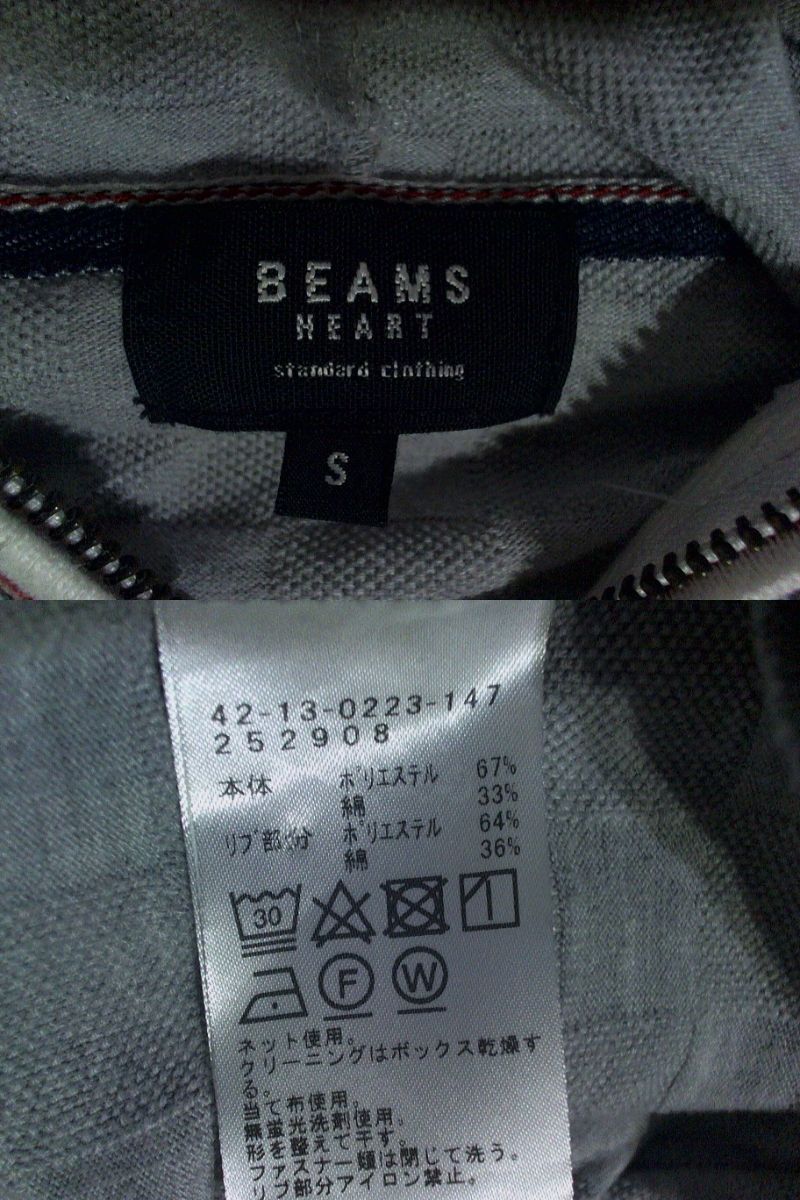 BEAMS
HEART
standard clothing
S
42-13-0223-147
252908
本体 ポリエステル 67%
綿 33%
リブ部分 ポリエステル 64%
綿 36%
30
F W
ネット使用。
クリーニングはボックス乾燥す
る。
当て布使用。
無蛍光洗剤使用。
形を整えて干す。
ファスナー類は閉じて洗う。
リブ部分アイロン禁止。